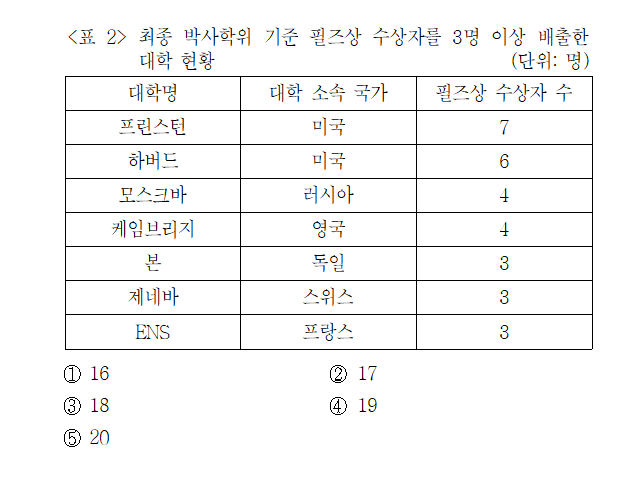 <표 2> 최종 박사학위 기준 필즈상 수상자를 3명 이상 배출한
대학 현황 (단위: 명)
대학명 대학 소속 국가 필즈상 수상자 수
프린스턴 미국 7
하버드 미국 6
모스크바 러시아 4
케임브리지 영국 4
본 독일 3
제네바 스위스 3
ENS 프랑스 3
① 16 ② 17
③ 18 ④ 19
⑤ 20